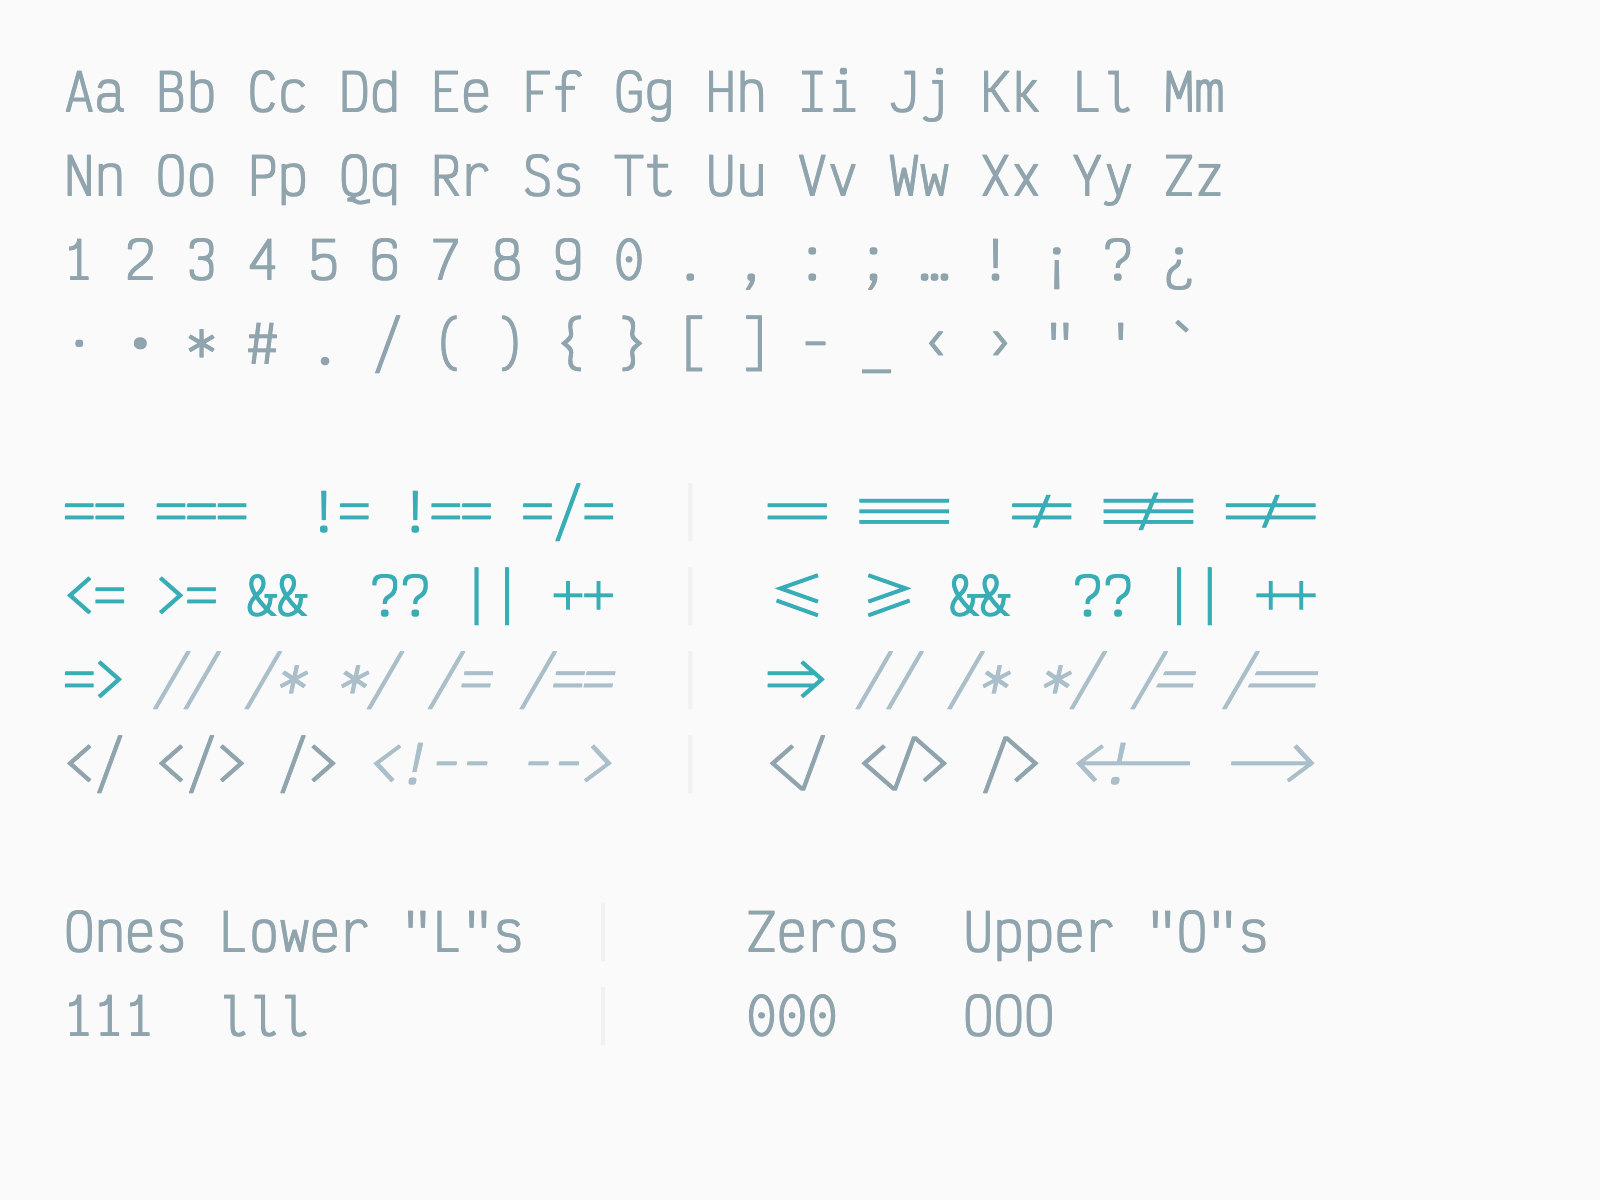 Aa Bb Cc Dd Ee Ff Gg Hh Ii Jj Kk Ll Mm
Nn Oo Pp Qq Rr Ss Tt Uu Vv Ww Xx Yy Zz
1 2 3 4 5 6 7 8 9 0 . , : ; … ! ¡ ? ¿
· • * # . / ( ) { } [ ] - _ ‹ › " ' `
== === != !== =/= | == === != !== =/=
<= >= && ?? || ++ | <= >= && ?? || ++
=> // /* */ /= /== | => // /* */ /= /==
</ </> /> <!-- --> | </ </> /> <!-- -->
Ones Lower "L"s | Zeros Upper "O"s
111 lll | 000 OOO